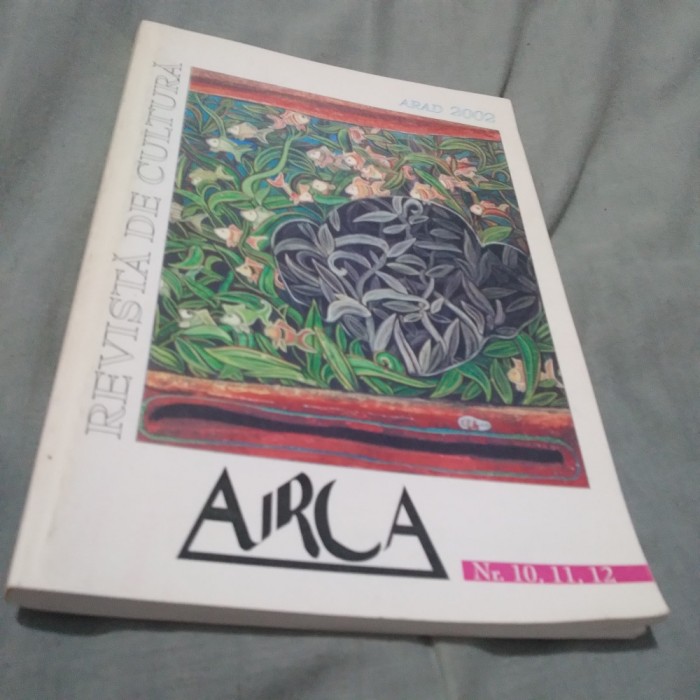 REVISTĂ DE CULTURĂ
ARAD 2002
ARCA
Nr. 10, 11, 12